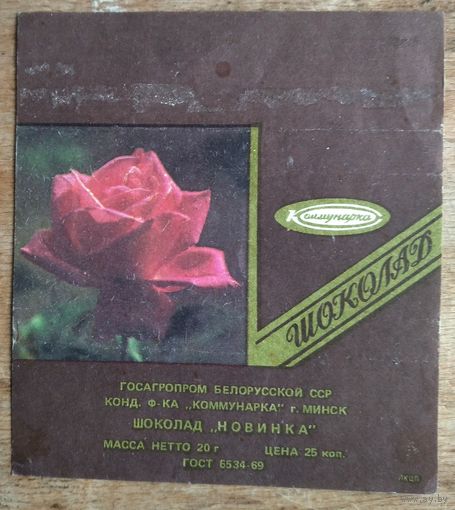 Коммунарка
ШОКОЛАД
ГОСАГРОПРОМ БЕЛОРУССКОЙ ССР
КОНД. Ф-КА „КОММУНАРКА" г. МИНСК
ШОКОЛАД „НОВИНКА"
МАССА НЕТТО 20 г ЦЕНА 25 коп.
ГОСТ 6534-69